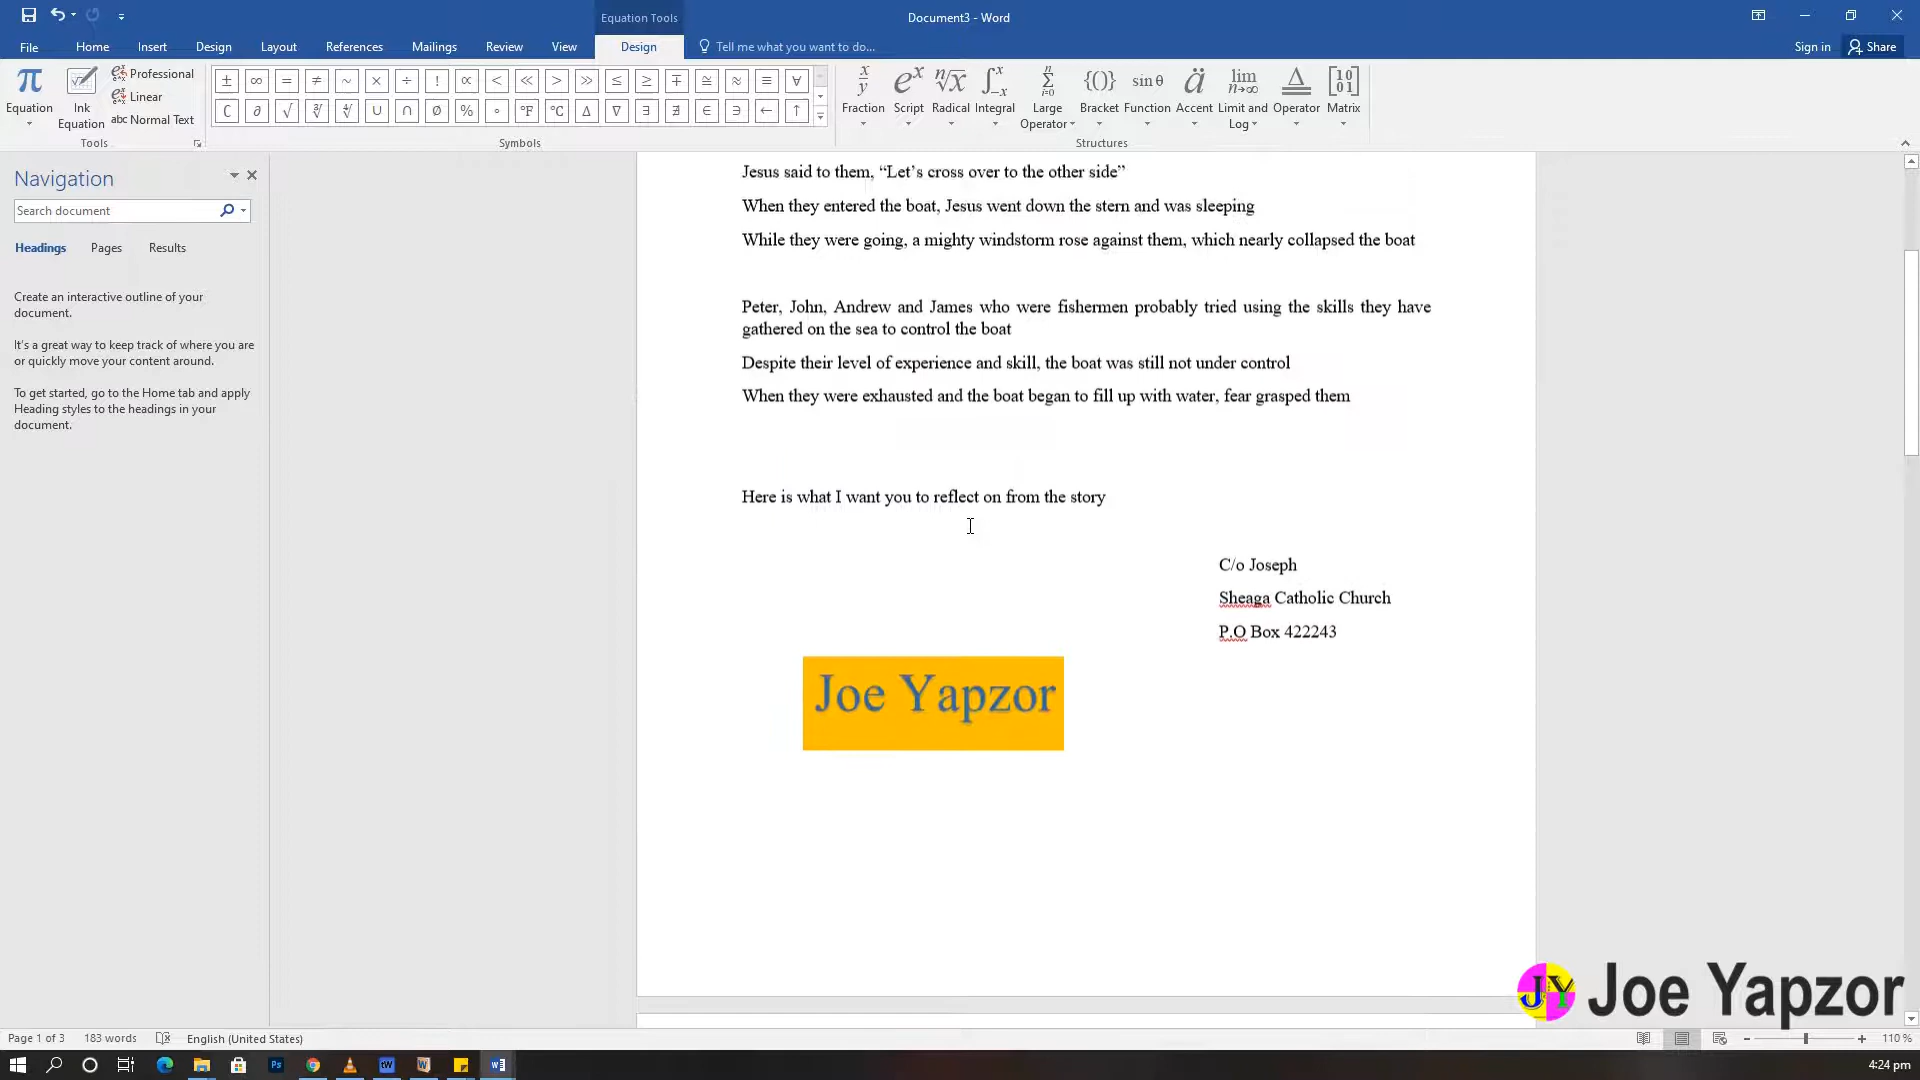 Equation Tools
Document3 - Word
File Home Insert Design Layout References Mailings Review View Design Tell me what you want to do... Sign in Share
Equation
Ink Equation
Professional
Linear
abc Normal Text
Tools
± ∞ = ≠ ~ × ÷ ! ∝ < ≪ > ≫ ≤ ≥ ∓ ≅ ≈ ≡ ∀
∁ ∂ √ ∛ ∜ ∪ ∩ ∅ % ° °F °C ∆ ∇ ∃ ∄ ∈ ∋ ← ↑
Symbols
Fraction Script Radical Integral Large Operator Bracket Function Accent Limit and Log Operator Matrix
Structures
Navigation
Search document
Headings Pages Results
Create an interactive outline of your
document.
It's a great way to keep track of where you are
or quickly move your content around.
To get started, go to the Home tab and apply
Heading styles to the headings in your
document.
Jesus said to them, “Let’s cross over to the other side”
When they entered the boat, Jesus went down the stern and was sleeping
While they were going, a mighty windstorm rose against them, which nearly collapsed the boat
Peter, John, Andrew and James who were fishermen probably tried using the skills they have
gathered on the sea to control the boat
Despite their level of experience and skill, the boat was still not under control
When they were exhausted and the boat began to fill up with water, fear grasped them
Here is what I want you to reflect on from the story
C/o Joseph
Sheaga Catholic Church
P.O Box 422243
Joe Yapzor
JY Joe Yapzor
Page 1 of 3 183 words English (United States) 110 %
4:24 pm